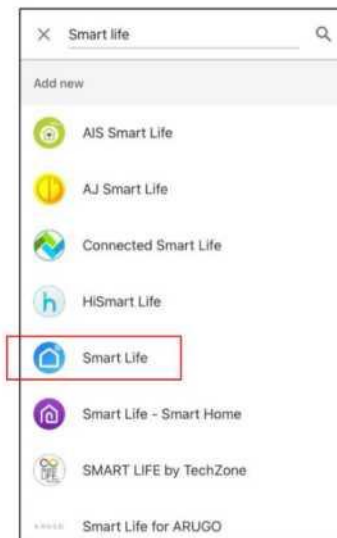 Smart life
Add new
AIS Smart Life
AJ Smart Life
Connected Smart Life
h
HiSmart Life
Smart Life
Smart Life - Smart Home
SMART LIFE by TechZone
ARUGO
Smart Life for ARUGO